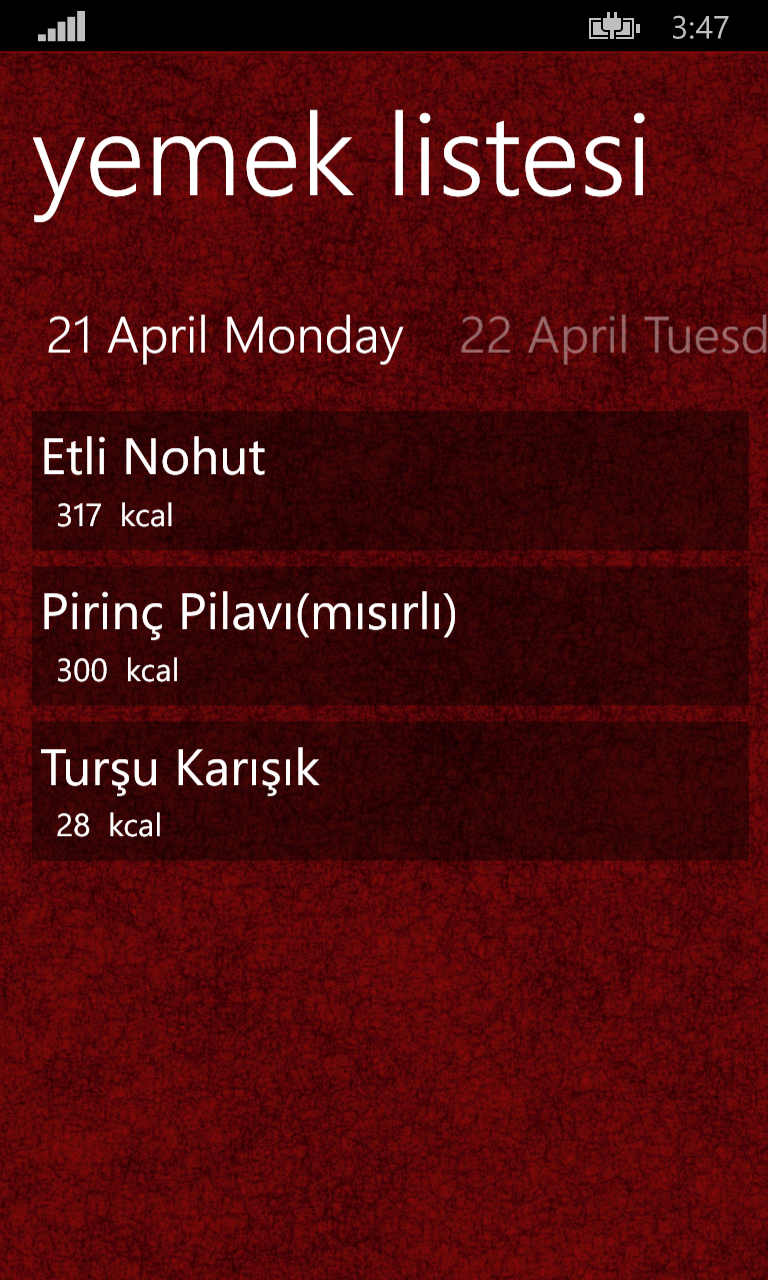 3:47
yemek listesi
21 April Monday 22 April Tuesd
Etli Nohut
317 kcal
Pirinç Pilavı(mısırlı)
300 kcal
Turşu Karışık
28 kcal